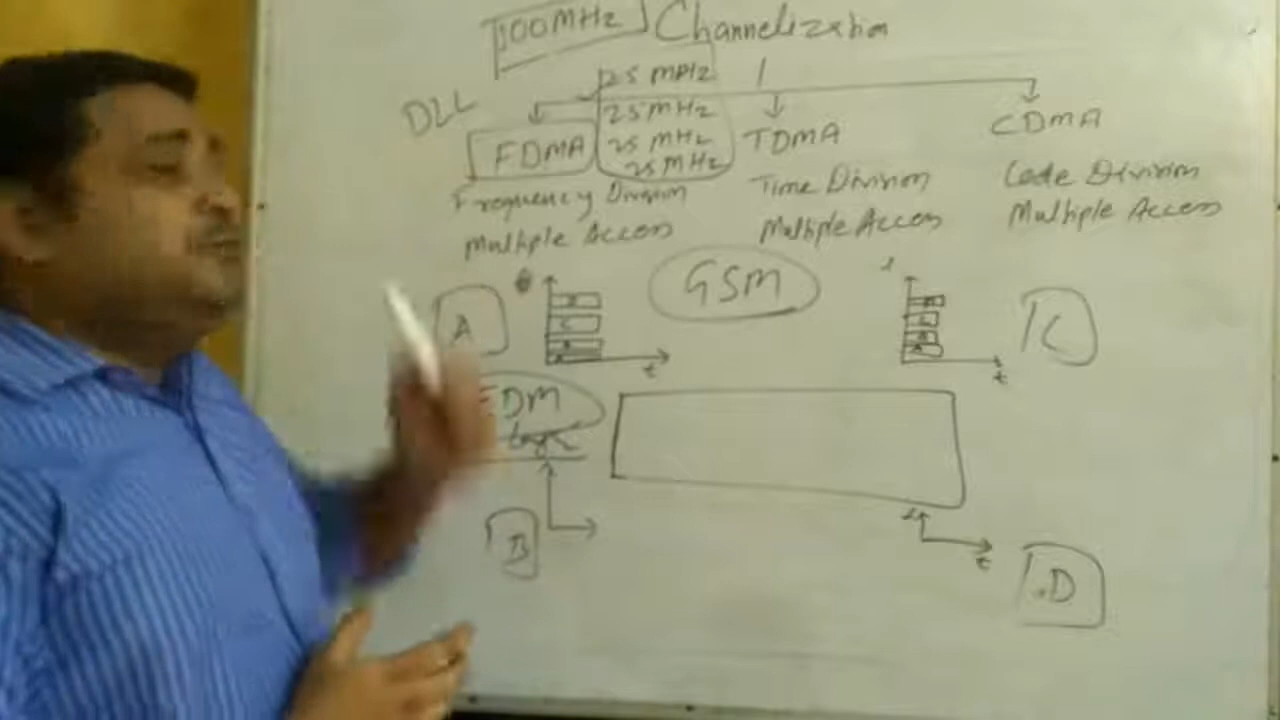 100MHz Channelization
25 MHz
DLL
25 MHz
25 MHz
25 MHz
FDMA
TDMA
CDMA
Frequency Division
Multiple Access
Time Division
Multiple Access
Code Division
Multiple Access
GSM
A
C
t
t
FDM
B
t
D